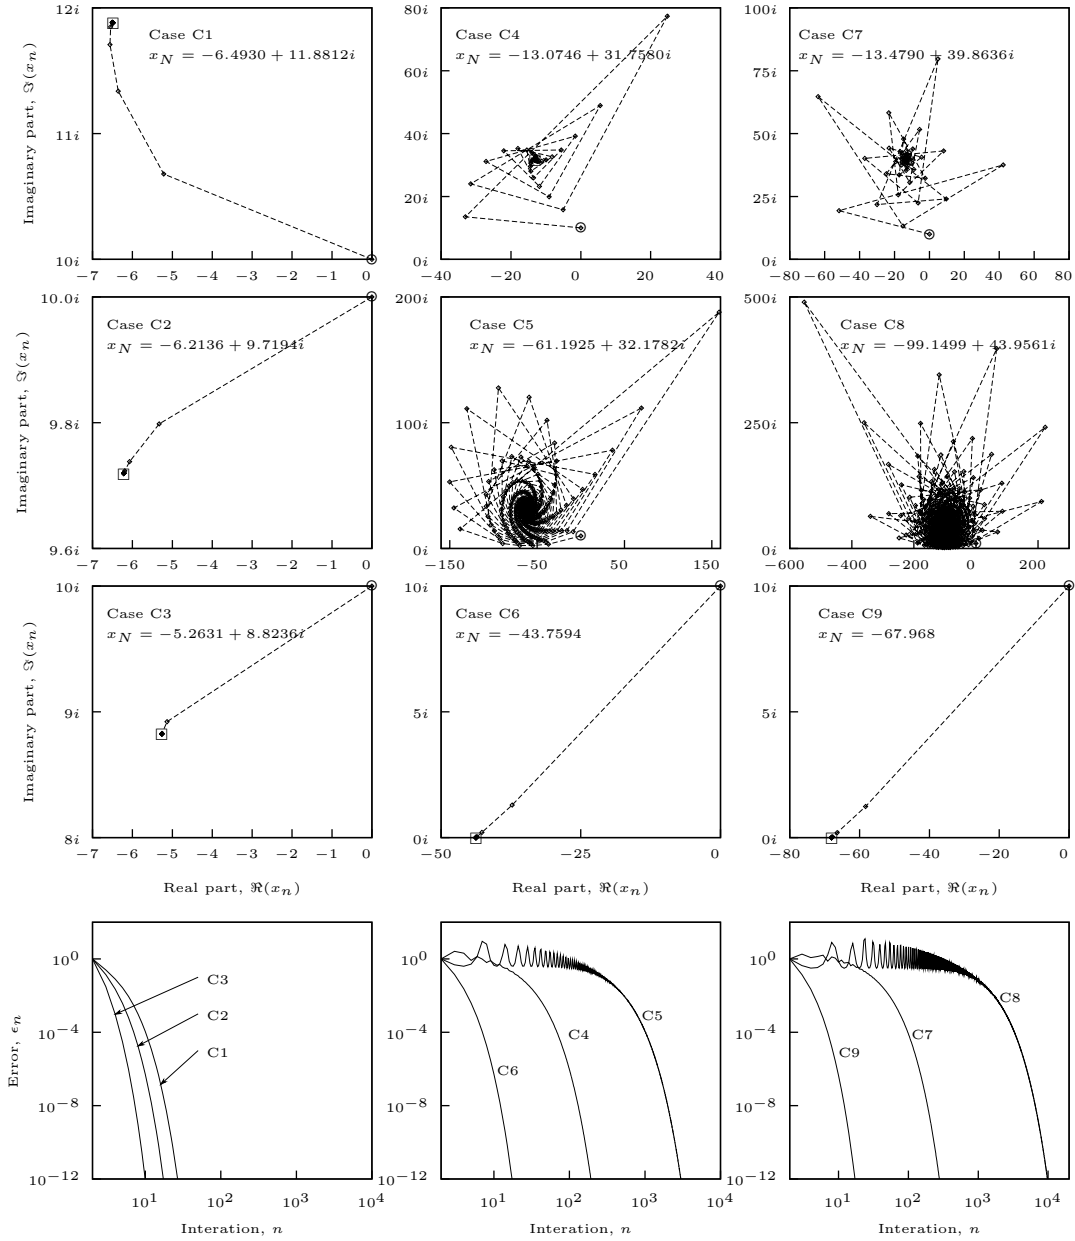 12i
11i
10i
Imaginary part, ℑ(x_n)
Case C1
x_N = −6.4930 + 11.8812i
−7 −6 −5 −4 −3 −2 −1 0
80i
60i
40i
20i
0i
Case C4
x_N = −13.0746 + 31.7580i
−40 −20 0 20 40
100i
75i
50i
25i
0i
Case C7
x_N = −13.4790 + 39.8636i
−80 −60 −40 −20 0 20 40 60 80
10.0i
9.8i
9.6i
Imaginary part, ℑ(x_n)
Case C2
x_N = −6.2136 + 9.7194i
−7 −6 −5 −4 −3 −2 −1 0
200i
100i
0i
Case C5
x_N = −61.1925 + 32.1782i
−150 −50 50 150
500i
250i
0i
Case C8
x_N = −99.1499 + 43.9561i
−600 −400 −200 0 200
10i
9i
8i
Imaginary part, ℑ(x_n)
Case C3
x_N = −5.2631 + 8.8236i
−7 −6 −5 −4 −3 −2 −1 0
Real part, ℜ(x_n)
10i
5i
0i
Case C6
x_N = −43.7594
−50 −25 0
Real part, ℜ(x_n)
10i
5i
0i
Case C9
x_N = −67.968
−80 −60 −40 −20 0
Real part, ℜ(x_n)
10^0
10^−4
10^−8
10^−12
Error, ϵ_n
C3
C2
C1
10^1 10^2 10^3 10^4
Interation, n
10^0
10^−4
10^−8
10^−12
C5
C4
C6
10^1 10^2 10^3 10^4
Interation, n
10^0
10^−4
10^−8
10^−12
C8
C7
C9
10^1 10^2 10^3 10^4
Interation, n